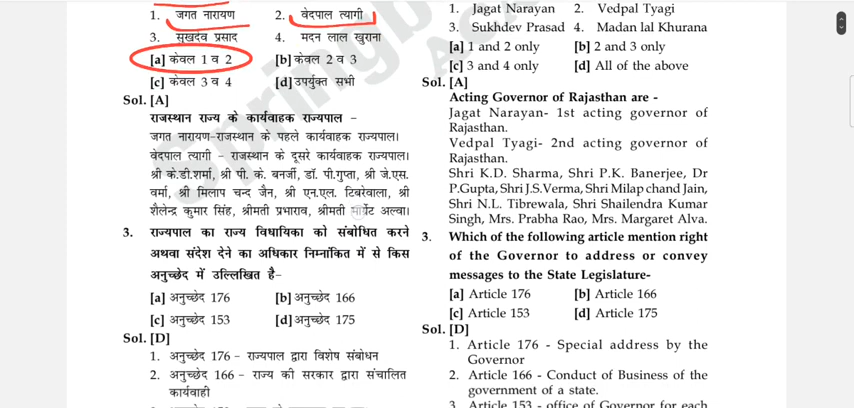 1. जगत नारायण 2. वेदपाल त्यागी
3. सुखदेव प्रसाद 4. मदन लाल खुराना
[a] केवल 1 व 2 [b] केवल 2 व 3
[c] केवल 3 व 4 [d] उपर्युक्त सभी
Sol. [A]
राजस्थान राज्य के कार्यवाहक राज्यपाल –
जगत नारायण–राजस्थान के पहले कार्यवाहक राज्यपाल।
वेदपाल त्यागी – राजस्थान के दूसरे कार्यवाहक राज्यपाल।
श्री के.डी.शर्मा, श्री पी. के. बनर्जी, डॉ. पी.गुप्ता, श्री जे.एस.
वर्मा, श्री मिलाप चन्द जैन, श्री एन.एल. टिबरेवाला, श्री
शैलेन्द्र कुमार सिंह, श्रीमती प्रभाराव, श्रीमती मार्ग्रेट अल्वा।
3. राज्यपाल का राज्य विधायिका को संबोधित करने
अथवा संदेश देने का अधिकार निम्नांकित में से किस
अनुच्छेद में उल्लिखित है–
[a] अनुच्छेद 176 [b] अनुच्छेद 166
[c] अनुच्छेद 153 [d] अनुच्छेद 175
Sol. [D]
1. अनुच्छेद 176 – राज्यपाल द्वारा विशेष संबोधन
2. अनुच्छेद 166 – राज्य की सरकार द्वारा संचालित
कार्यवाही
1. Jagat Narayan 2. Vedpal Tyagi
3. Sukhdev Prasad 4. Madan lal Khurana
[a] 1 and 2 only [b] 2 and 3 only
[c] 3 and 4 only [d] All of the above
Sol. [A]
Acting Governor of Rajasthan are -
Jagat Narayan- 1st acting governor of
Rajasthan.
Vedpal Tyagi- 2nd acting governor of
Rajasthan.
Shri K.D. Sharma, Shri P.K. Banerjee, Dr
P.Gupta, Shri J.S.Verma, Shri Milap chand Jain,
Shri N.L. Tibrewala, Shri Shailendra Kumar
Singh, Mrs. Prabha Rao, Mrs. Margaret Alva.
3. Which of the following article mention right
of the Governor to address or convey
messages to the State Legislature-
[a] Article 176 [b] Article 166
[c] Article 153 [d] Article 175
Sol. [D]
1. Article 176 - Special address by the
Governor
2. Article 166 - Conduct of Business of the
government of a state.
3. Article 153 - office of Governor for each